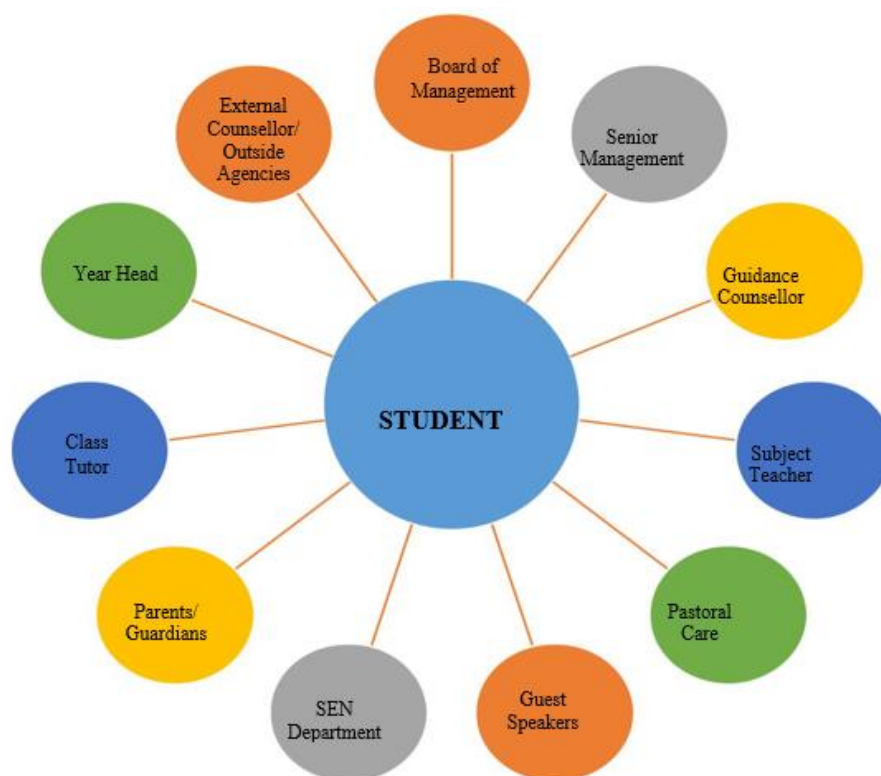 Board of
Management
Senior
Management
Guidance
Counsellor
Subject
Teacher
Pastoral
Care
Guest
Speakers
SEN
Department
Parents/
Guardians
Class
Tutor
Year Head
External
Counsellor/
Outside
Agencies
STUDENT